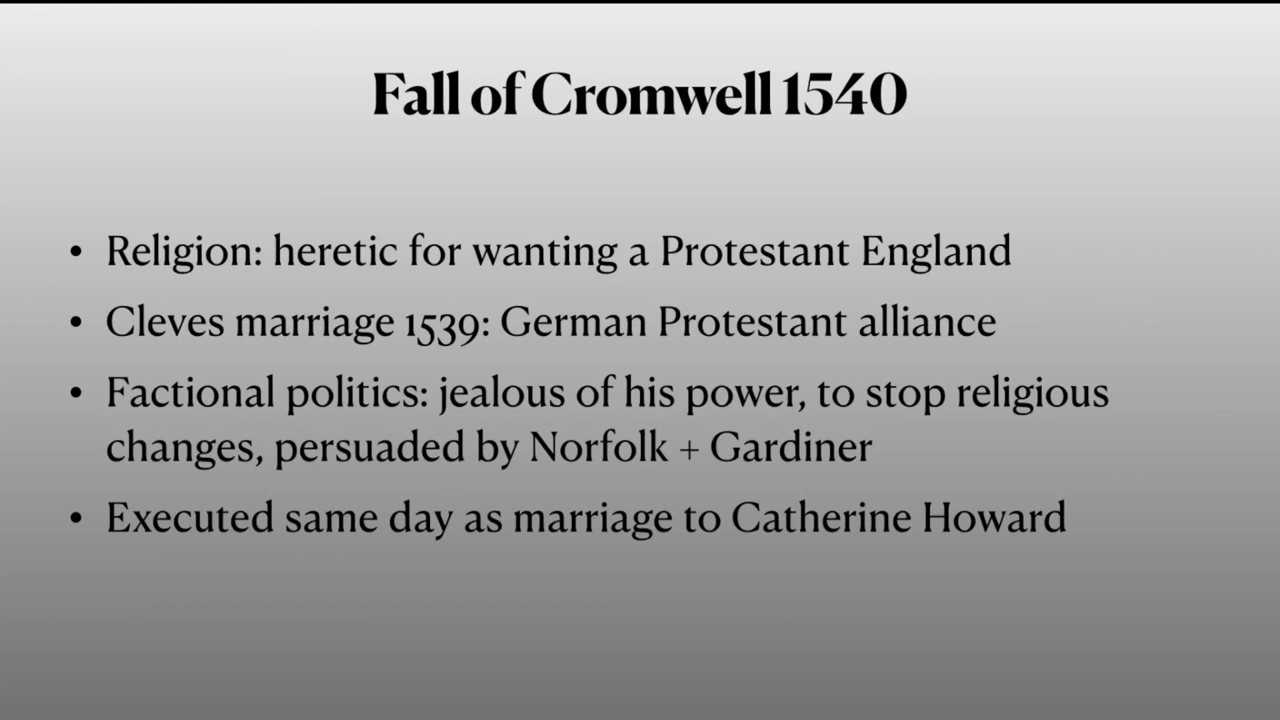 Fall of Cromwell 1540
• Religion: heretic for wanting a Protestant England
• Cleves marriage 1539: German Protestant alliance
• Factional politics: jealous of his power, to stop religious
changes, persuaded by Norfolk + Gardiner
• Executed same day as marriage to Catherine Howard